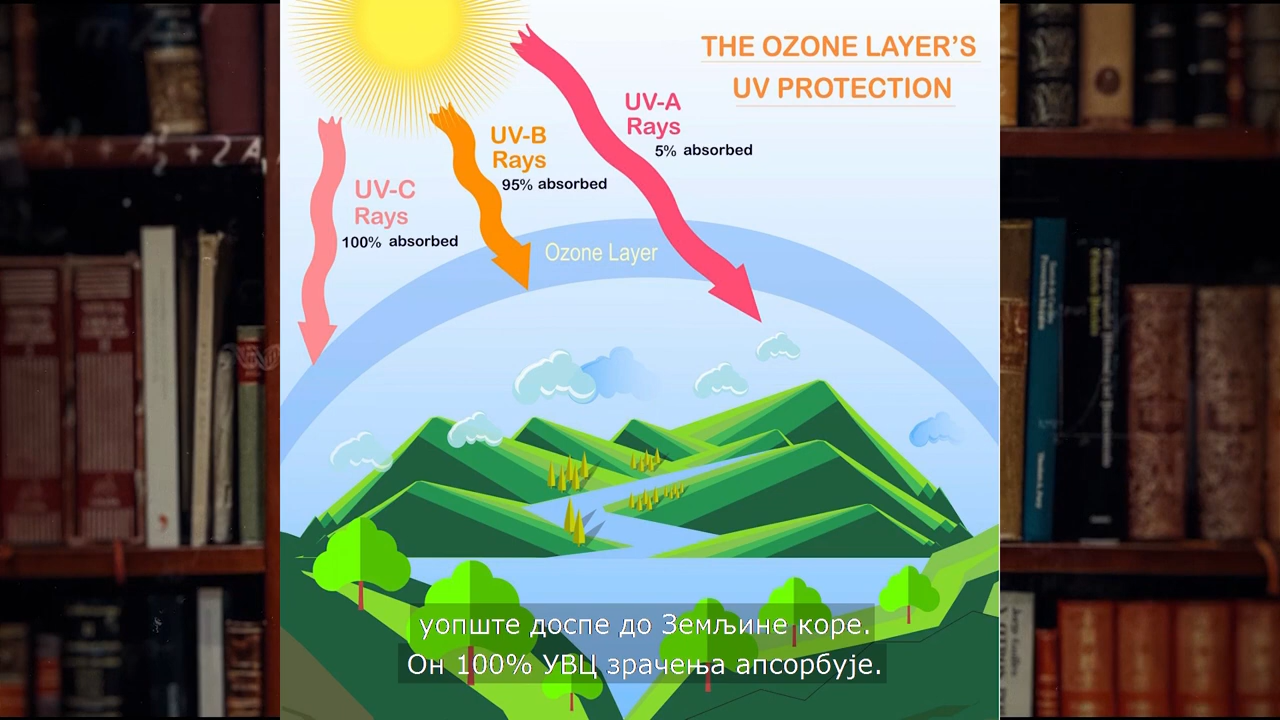 THE OZONE LAYER'S
UV PROTECTION
UV-A
Rays
5% absorbed
UV-B
Rays
95% absorbed
UV-C
Rays
100% absorbed
Ozone Layer
уопште доспе до Земљине коре.
Он 100% УВЦ зрачења апсорбује.